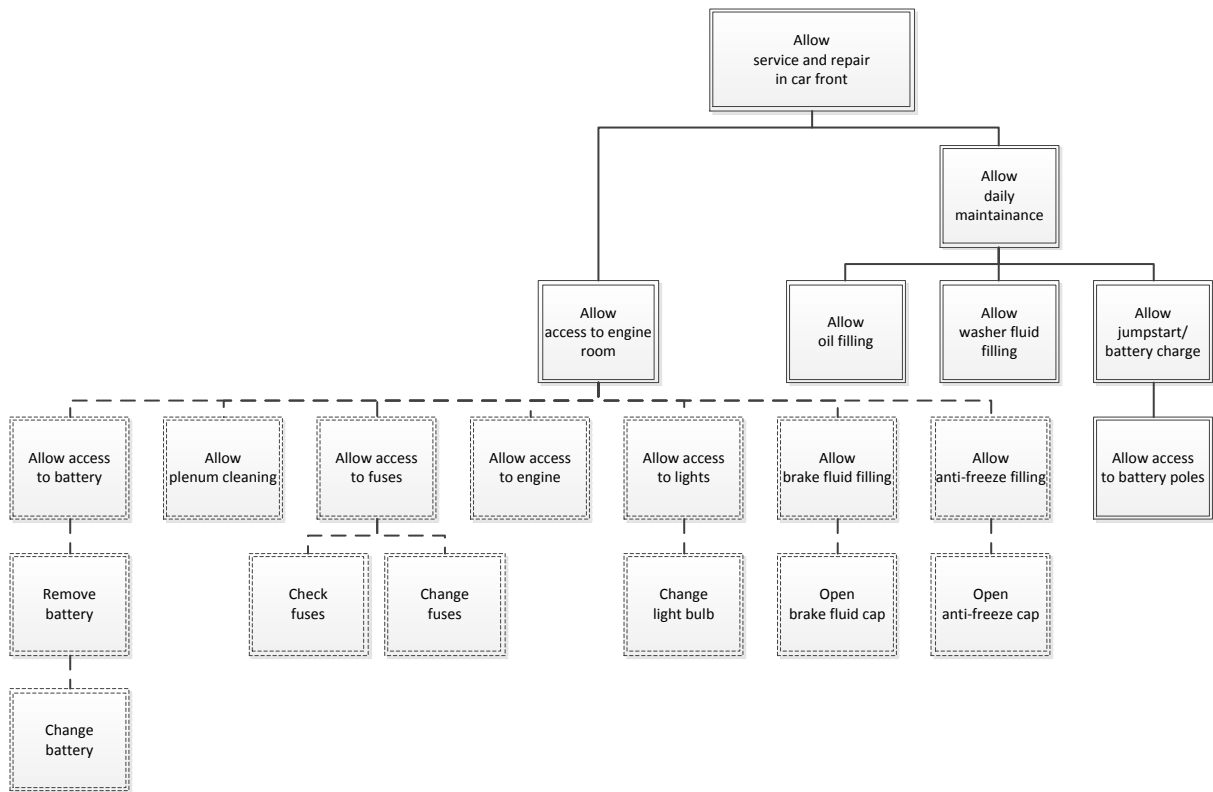 Allow
service and repair
in car front
Allow
daily
maintainance
Allow
access to engine
room
Allow
oil filling
Allow
washer fluid
filling
Allow
jumpstart/
battery charge
Allow access
to battery
Allow
plenum cleaning
Allow access
to fuses
Allow access
to engine
Allow access
to lights
Allow
brake fluid filling
Allow
anti-freeze filling
Allow access
to battery poles
Remove
battery
Check
fuses
Change
fuses
Change
light bulb
Open
brake fluid cap
Open
anti-freeze cap
Change
battery